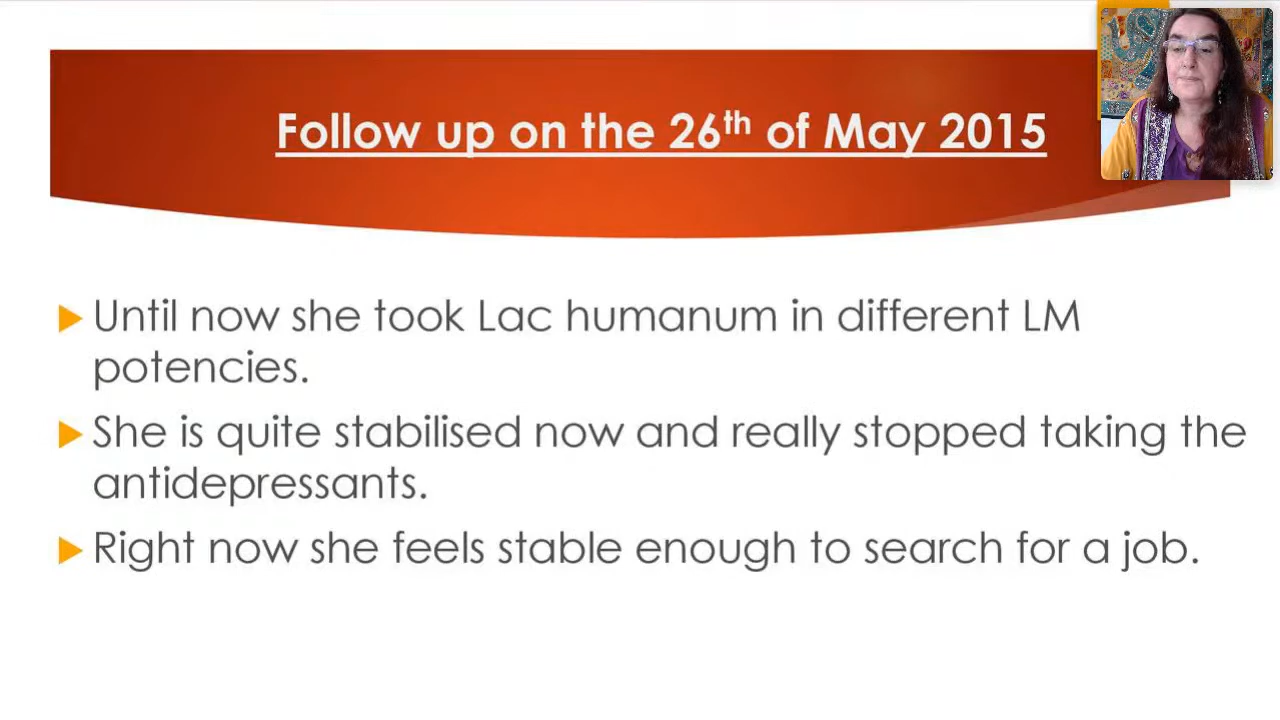 Follow up on the 26th of May 2015
Until now she took Lac humanum in different LM
potencies.
She is quite stabilised now and really stopped taking the
antidepressants.
Right now she feels stable enough to search for a job.